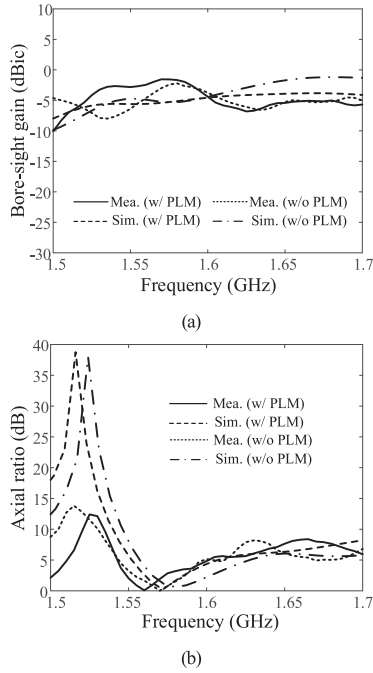 Bore-sight gain (dBic)
10
5
0
-5
-10
-15
-20
-25
-30
Mea. (w/ PLM)
Mea. (w/o PLM)
Sim. (w/ PLM)
Sim. (w/o PLM)
1.5
1.55
1.6
1.65
1.7
Frequency (GHz)
(a)
Axial ratio (dB)
40
35
30
25
20
15
10
5
0
Mea. (w/ PLM)
Sim. (w/ PLM)
Mea. (w/o PLM)
Sim. (w/o PLM)
1.5
1.55
1.6
1.65
1.7
Frequency (GHz)
(b)